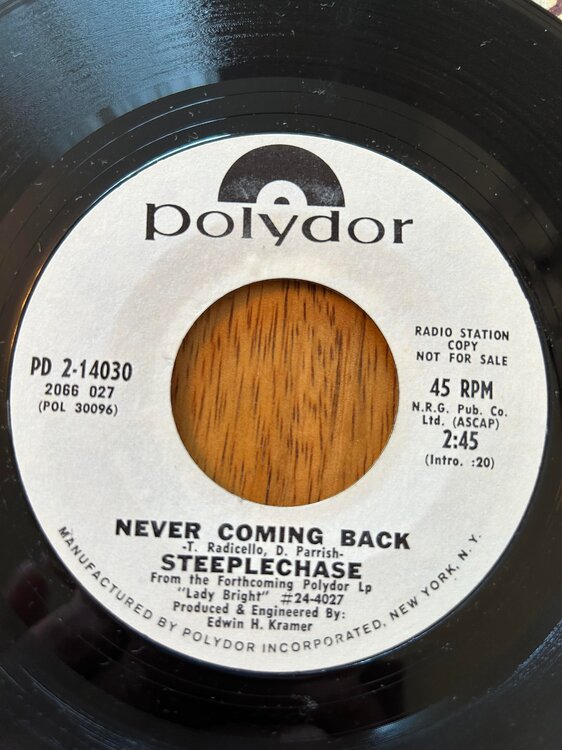 polydor
RADIO STATION
COPY
NOT FOR SALE
PD 2-14030
2066 027
(POL 30096)
45 RPM
N.R.G. Pub. Co.
Ltd. (ASCAP)
2:45
(Intro. :20)
NEVER COMING BACK
-T. Radicello, D. Parrish-
STEEPLECHASE
From the Forthcoming Polydor Lp
"Lady Bright" #24-4027
Produced & Engineered By:
Edwin H. Kramer
MANUFACTURED BY POLYDOR INCORPORATED, NEW YORK, N. Y.